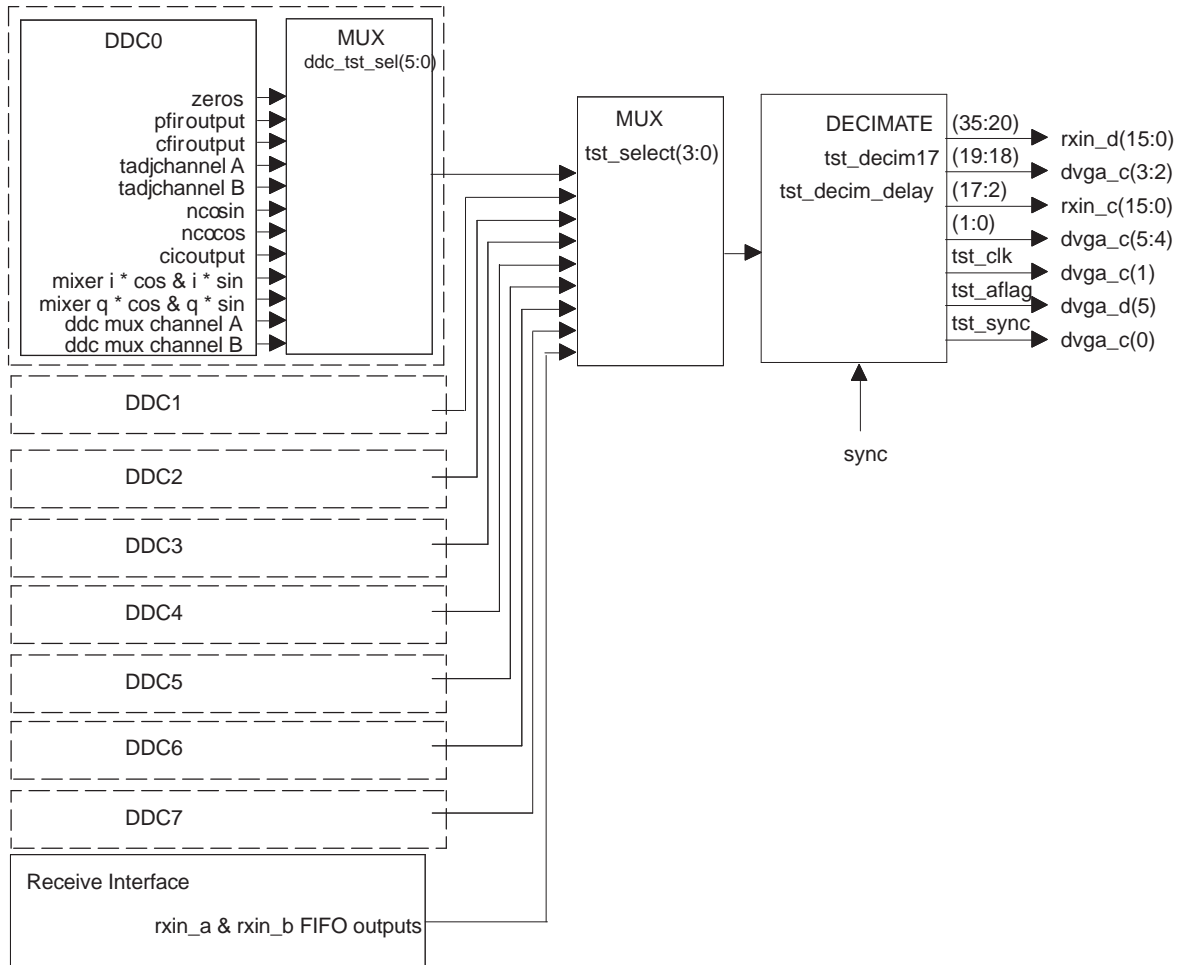 DDC0
zeros
pfiroutput
cfiroutput
tadjchannel A
tadjchannel B
ncosin
ncocos
cicoutput
mixer i * cos & i * sin
mixer q * cos & q * sin
ddc mux channel A
ddc mux channel B
MUX
ddc_tst_sel(5:0)
MUX
tst_select(3:0)
DECIMATE
tst_decim17
tst_decim_delay
(35:20)
rxin_d(15:0)
(19:18)
dvga_c(3:2)
(17:2)
rxin_c(15:0)
(1:0)
dvga_c(5:4)
tst_clk
dvga_c(1)
tst_aflag
dvga_d(5)
tst_sync
dvga_c(0)
sync
DDC1
DDC2
DDC3
DDC4
DDC5
DDC6
DDC7
Receive Interface
rxin_a & rxin_b FIFO outputs